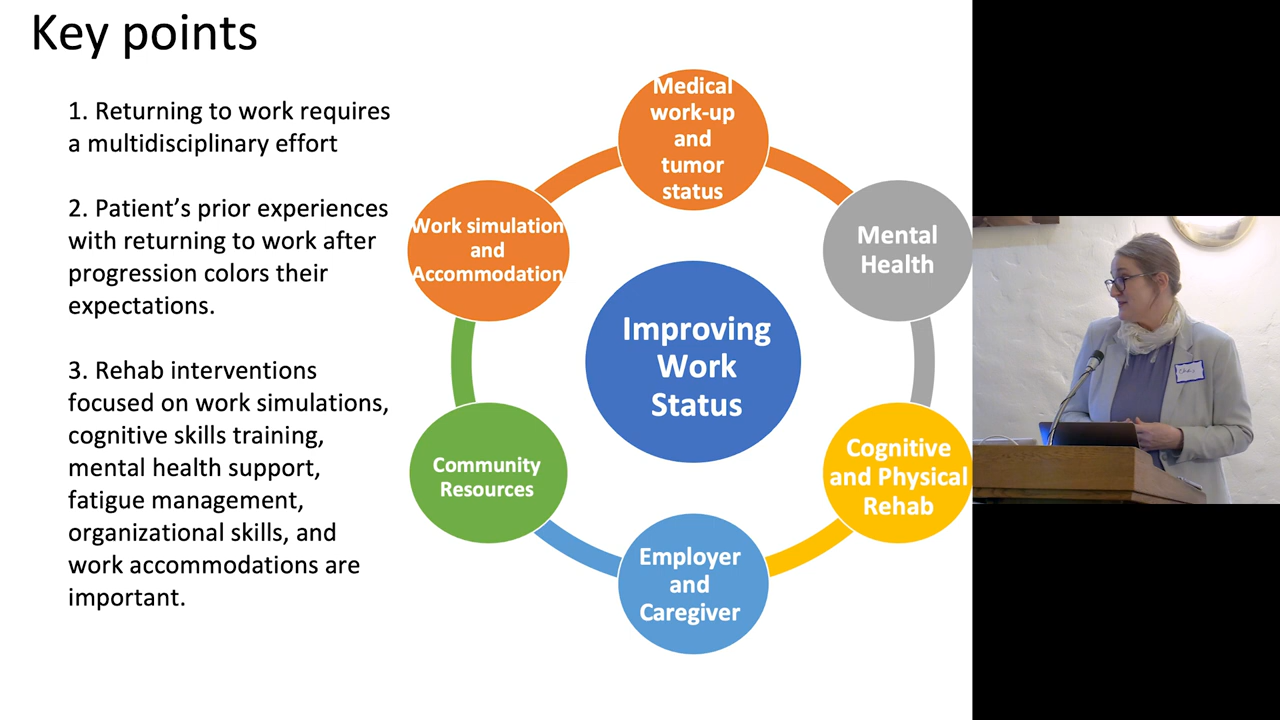 Key points
1. Returning to work requires
a multidisciplinary effort
2. Patient’s prior experiences
with returning to work after
progression colors their
expectations.
3. Rehab interventions
focused on work simulations,
cognitive skills training,
mental health support,
fatigue management,
organizational skills, and
work accommodations are
important.
Medical
work-up
and
tumor
status
Mental
Health
Cognitive
and Physical
Rehab
Employer
and
Caregiver
Community
Resources
Work simulation
and
Accommodation
Improving
Work
Status